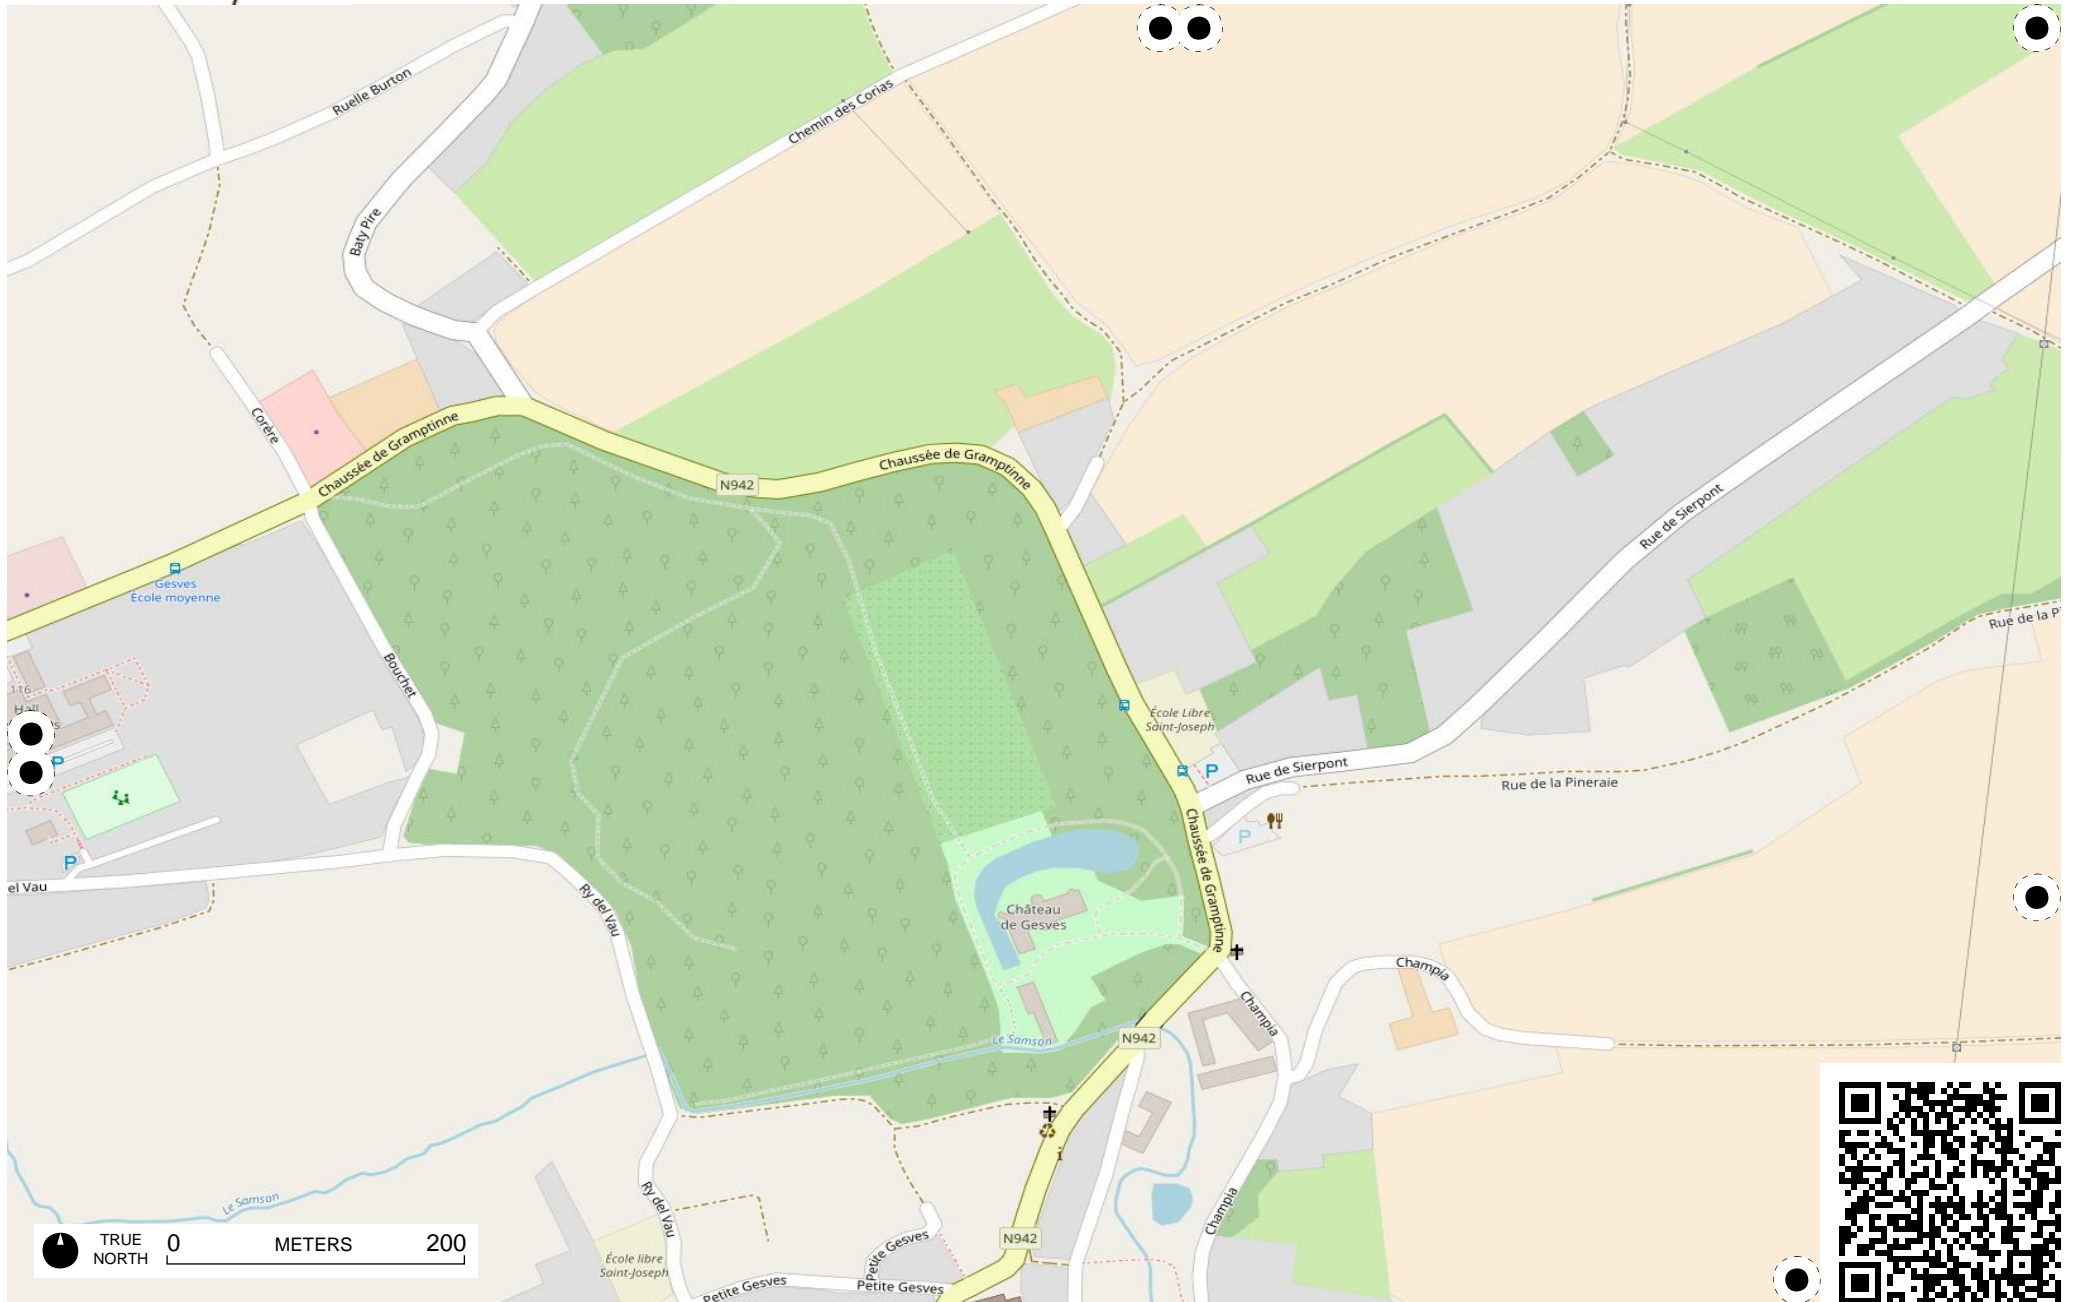 Ruelle Burton
Chemin des Corias
Baty Pire
Corère
Chaussée de Gramptinne
Chaussée de Gramptinne
N942
Rue de Sierpont
Gesves
École moyenne
Rue de la P
Bouchet
116
Hall
École Libre
Saint-Joseph
P
P
Rue de Sierpont
Rue de la Pineraie
Chaussée de Gramptinne
P
P
el Vau
Ry del Vau
Château
de Gesves
Champia
Champia
Le Samson
N942
i
Le Samson
Ry del Vau
Champia
TRUE
NORTH
0 METERS 200
N942
Petite Gesves
École libre
Saint-Joseph
Petite Gesves
Petite Gesves